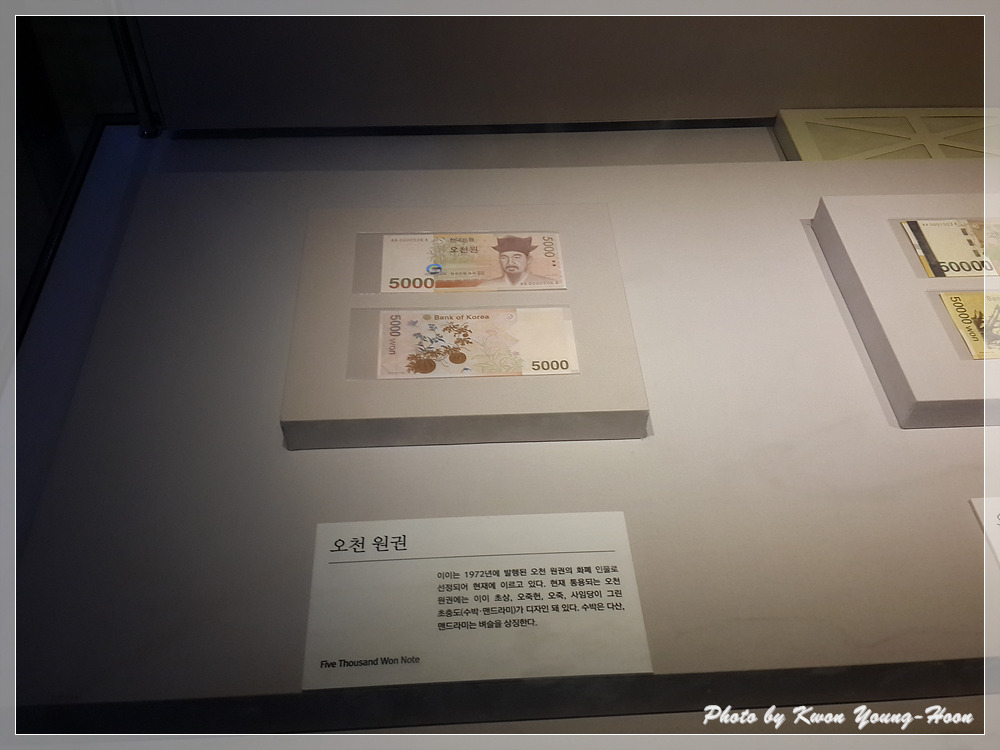 한국은행
오천원
5000
5000
Bank of Korea
5000 won
5000
50000
50000 won
오천 원권
이이는 1972년에 발행된 오천 원권의 화폐 인물로
선정되어 현재에 이르고 있다. 현재 통용되는 오천
원권에는 이이 초상, 오죽헌, 오죽, 사임당이 그린
초충도(수박·맨드라미)가 디자인 돼 있다. 수박은 다산,
맨드라미는 벼슬을 상징한다.
Five Thousand Won Note
Photo by Kwon Young-Hoon